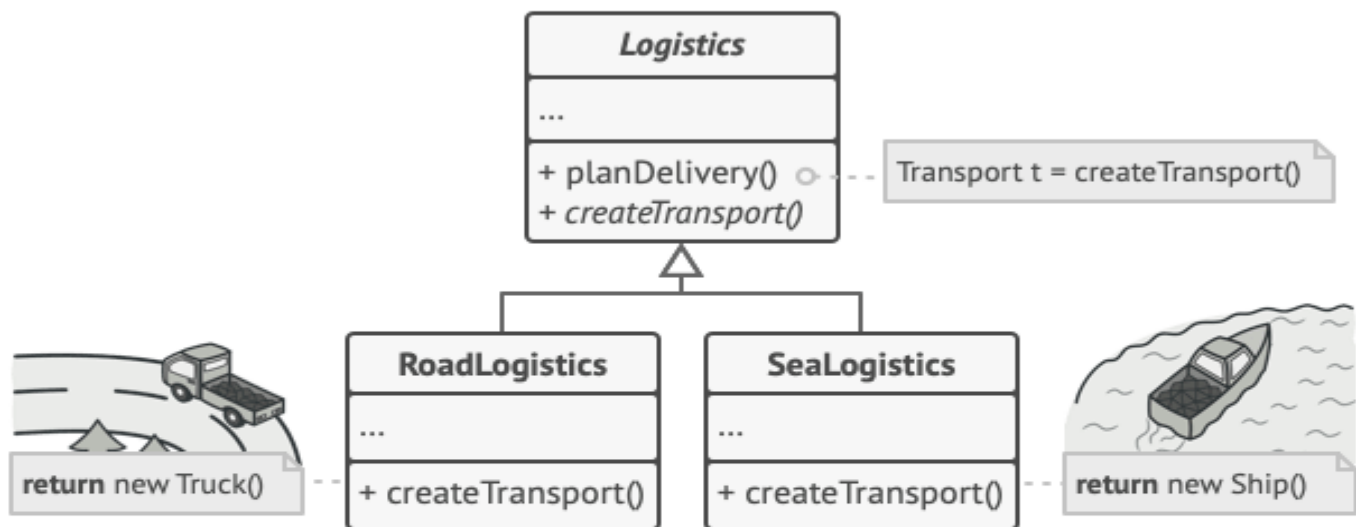 Logistics
...
+ planDelivery()
Transport t = createTransport()
+ createTransport()
RoadLogistics
...
+ createTransport()
return new Truck()
SeaLogistics
...
+ createTransport()
return new Ship()